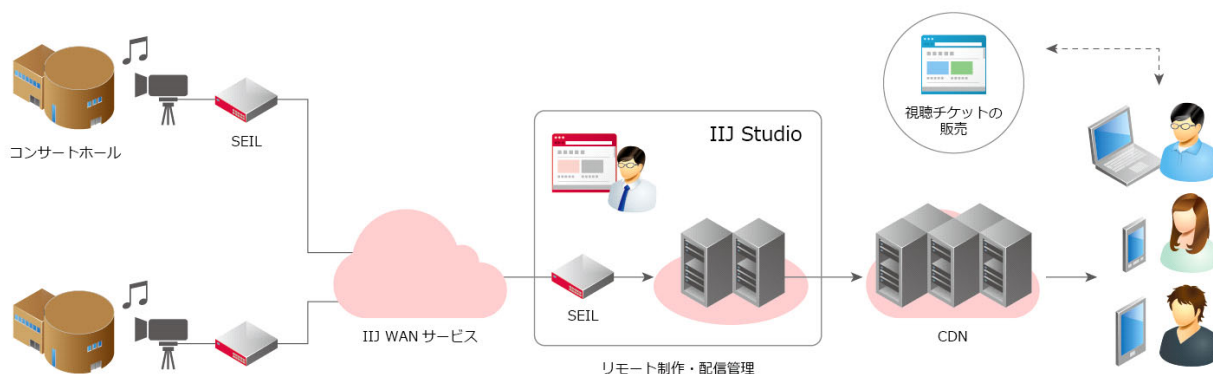 コンサートホール
SEIL
IIJ WAN サービス
IIJ Studio
SEIL
リモート制作・配信管理
視聴チケットの
販売
CDN